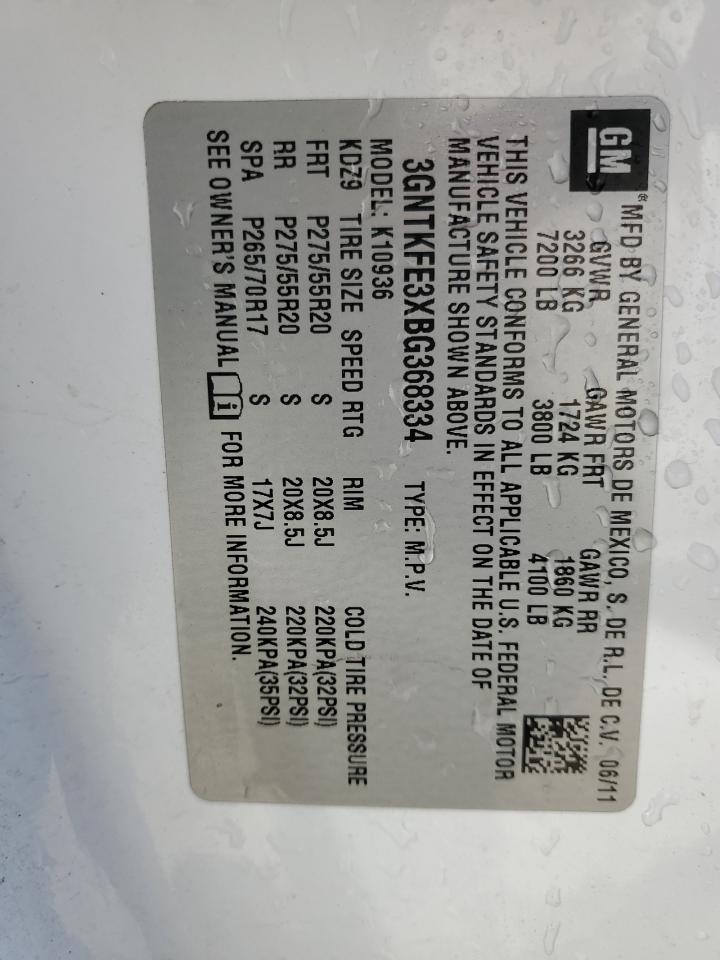 GM®
MFD BY GENERAL MOTORS DE MEXICO, S. DE R.L., DE C.V. 06/11
GVWR GAWR FRT GAWR RR
3266 KG 1724 KG 1860 KG
7200 LB 3800 LB 4100 LB
THIS VEHICLE CONFORMS TO ALL APPLICABLE U.S. FEDERAL MOTOR
VEHICLE SAFETY STANDARDS IN EFFECT ON THE DATE OF
MANUFACTURE SHOWN ABOVE.
3GNTKFE3XBG368334 TYPE: M.P.V.
MODEL: K10936
KDZ9 TIRE SIZE SPEED RTG RIM COLD TIRE PRESSURE
FRT P275/55R20 S 20X8.5J 220KPA(32PSI)
RR P275/55R20 S 20X8.5J 220KPA(32PSI)
SPA P265/70R17 S 17X7J 240KPA(35PSI)
SEE OWNER'S MANUAL i FOR MORE INFORMATION.